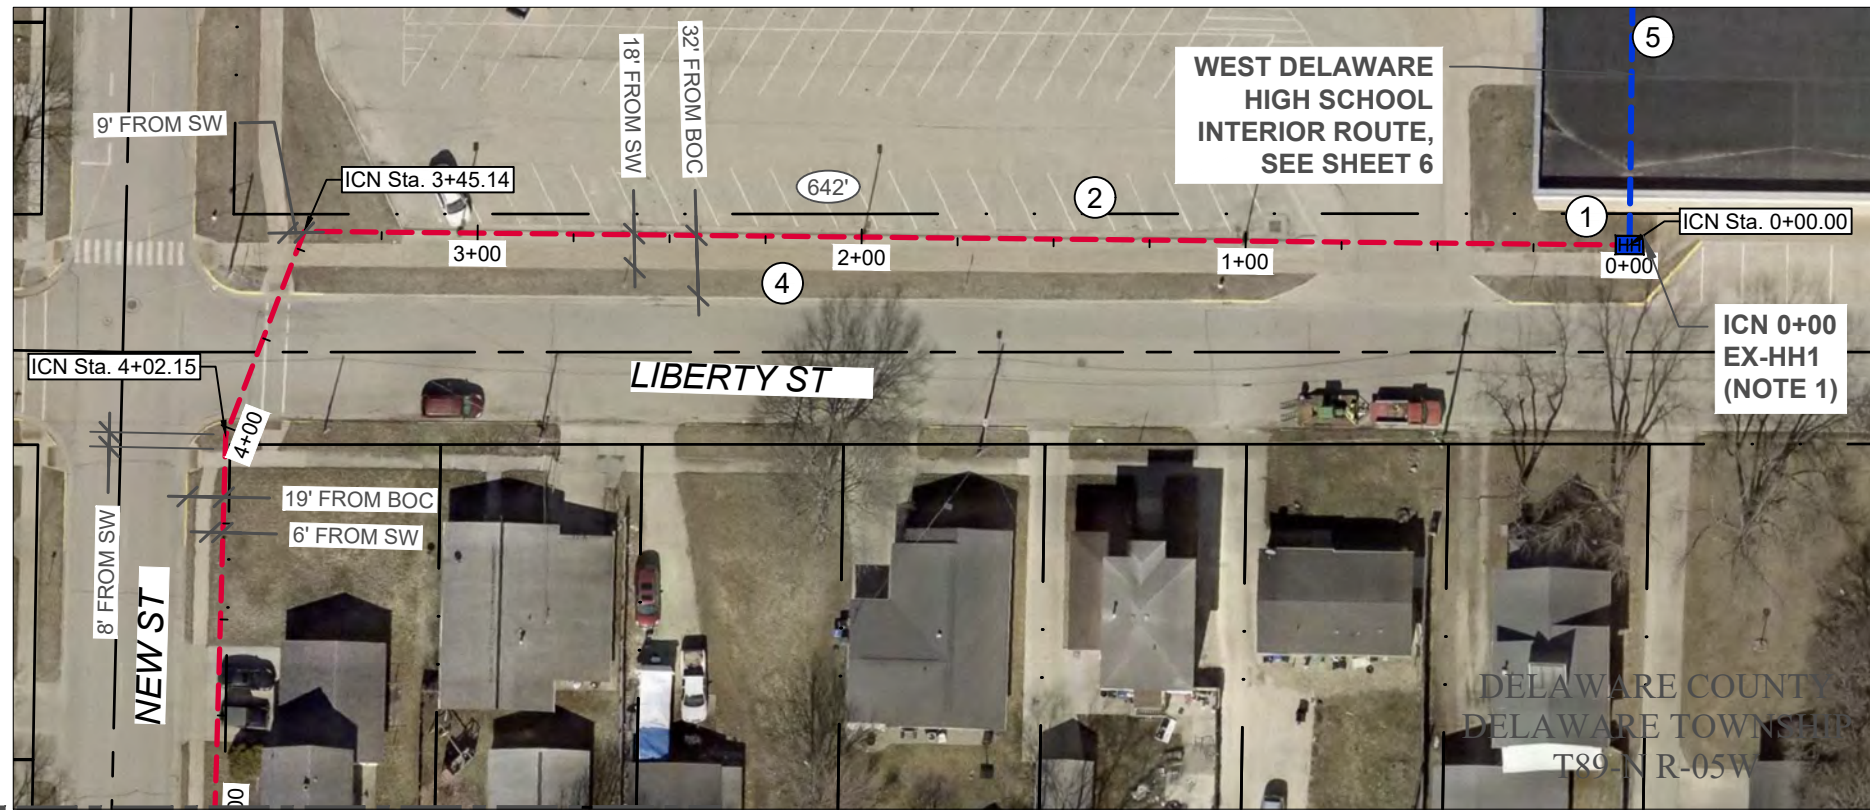 5
WEST DELAWARE
HIGH SCHOOL
INTERIOR ROUTE,
SEE SHEET 6
9' FROM SW
18' FROM SW
32' FROM BOC
ICN Sta. 3+45.14
642'
2
1
ICN Sta. 0+00.00
HH
3+00
2+00
1+00
0+00
4
ICN 0+00
EX-HH1
(NOTE 1)
ICN Sta. 4+02.15
LIBERTY ST
4+00
19' FROM BOC
6' FROM SW
8' FROM SW
NEW ST
DELAWARE COUNTY
DELAWARE TOWNSHIP
T89-N R-05W
00